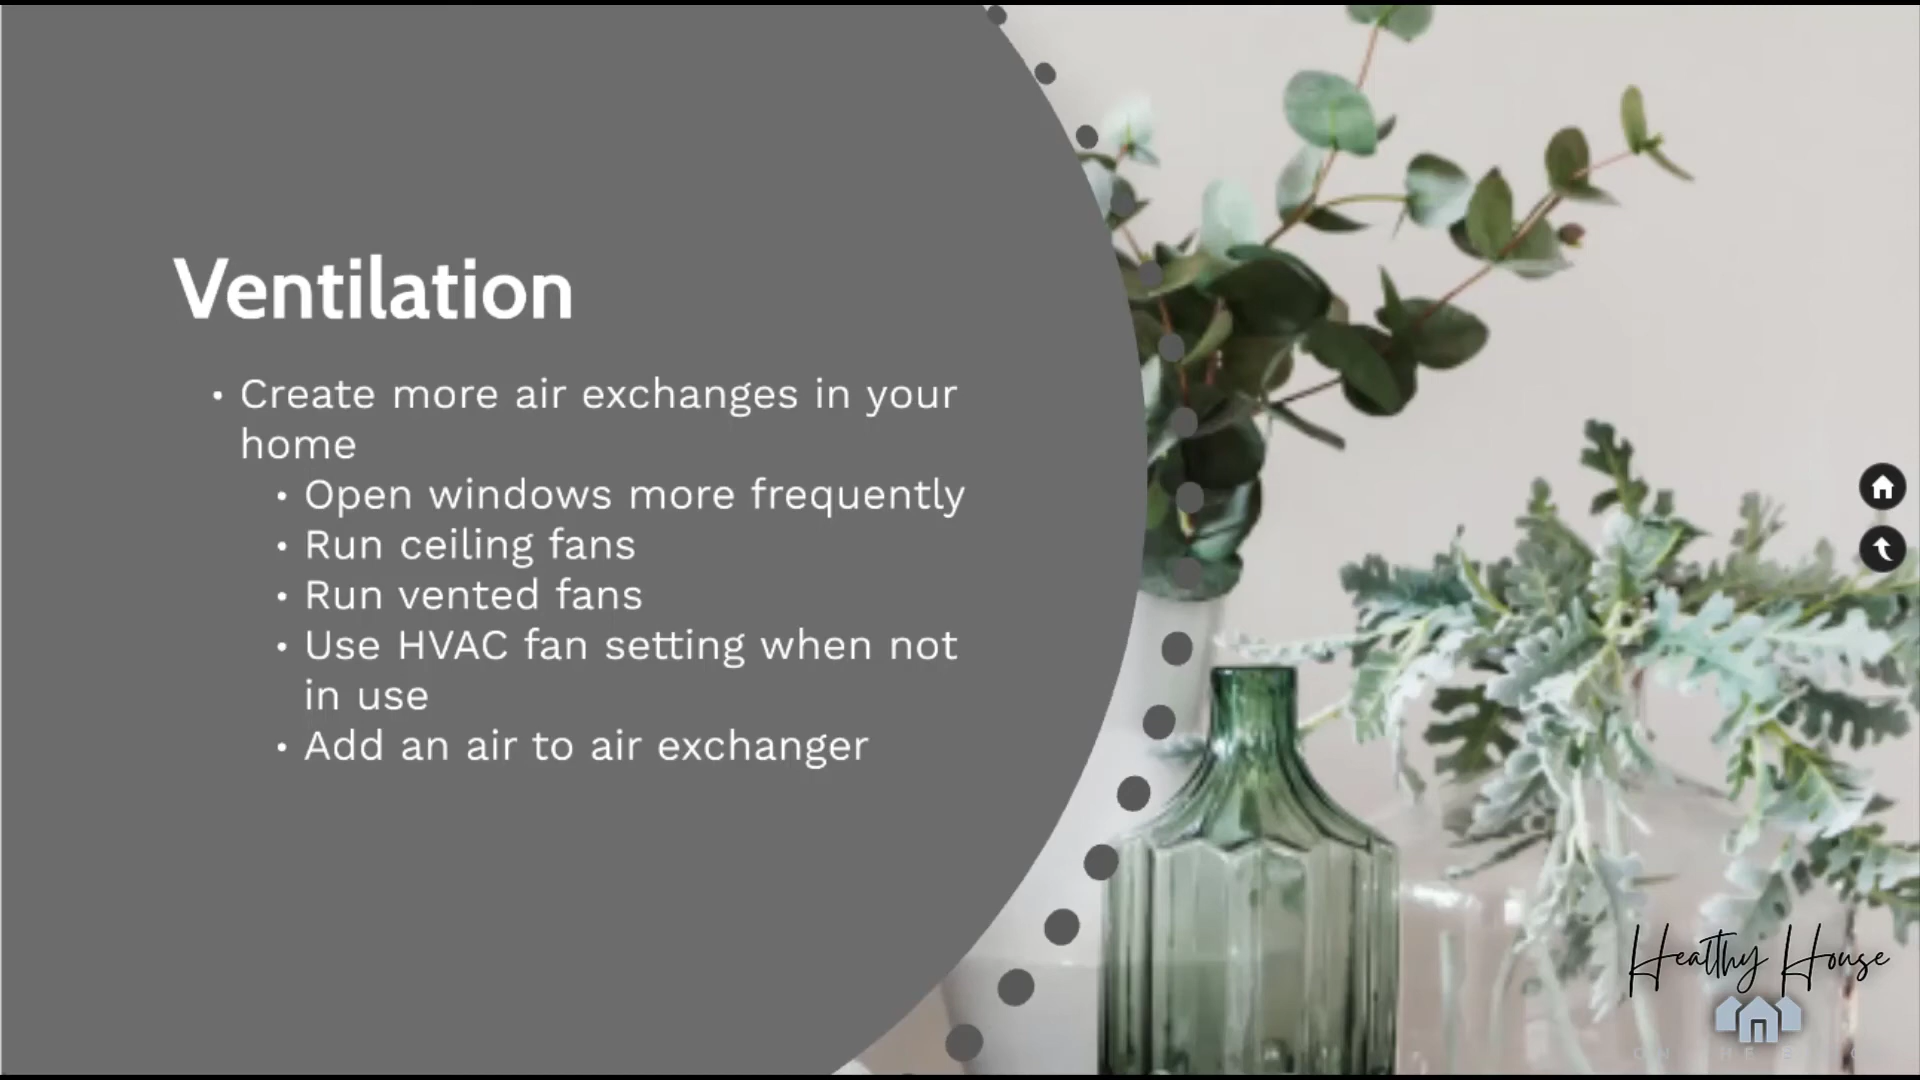 Ventilation
• Create more air exchanges in your
home
• Open windows more frequently
• Run ceiling fans
• Run vented fans
• Use HVAC fan setting when not
in use
• Add an air to air exchanger
Healthy House